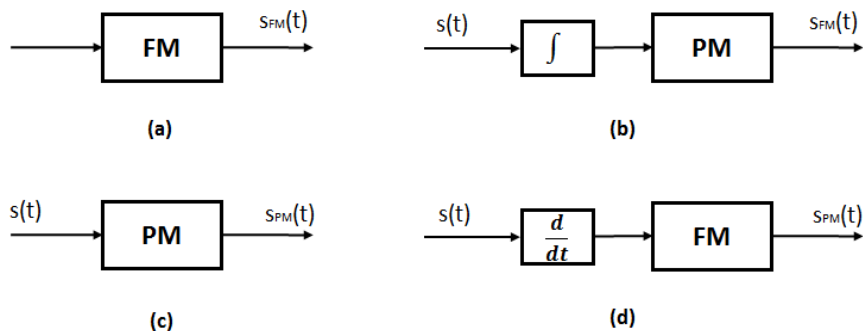 FM
SFM(t)
(a)
s(t)
∫
PM
SFM(t)
(b)
s(t)
PM
SPM(t)
(c)
s(t)
d
dt
FM
SPM(t)
(d)